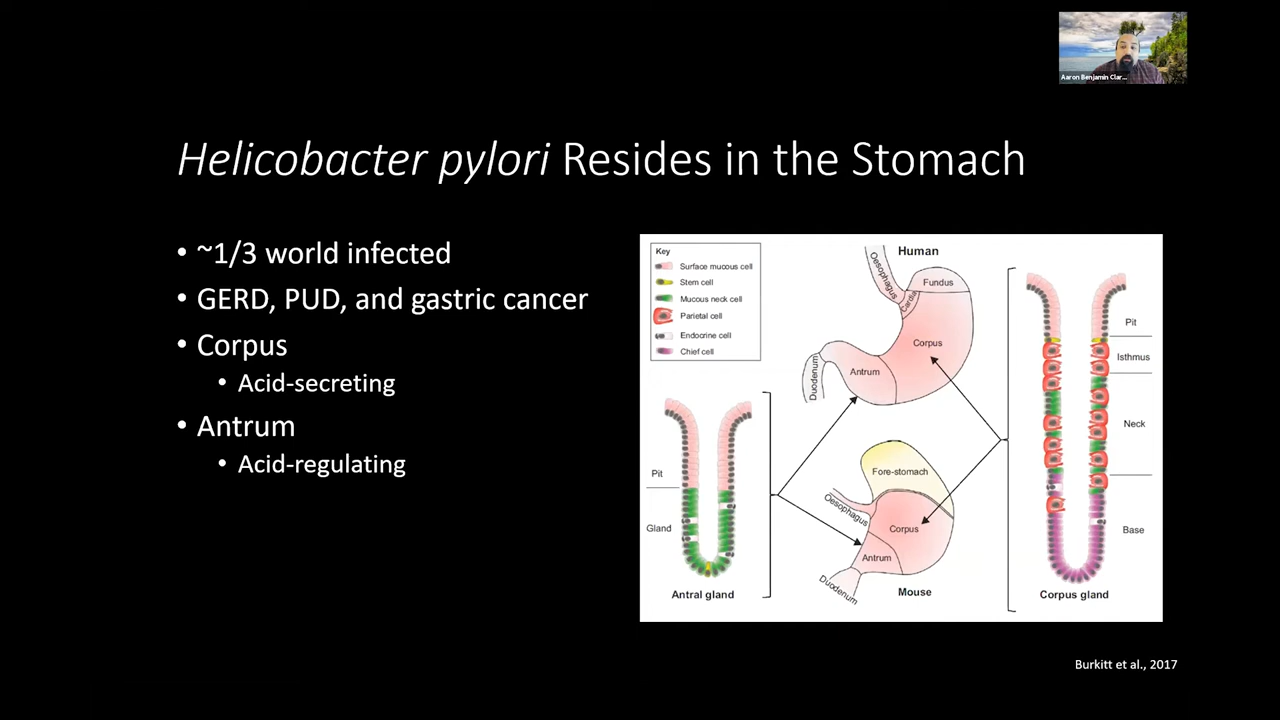 Aaron Benjamin Clar...
Helicobacter pylori Resides in the Stomach
• ~1/3 world infected
• GERD, PUD, and gastric cancer
• Corpus
• Acid-secreting
• Antrum
• Acid-regulating
Key
Surface mucous cell
Stem cell
Mucous neck cell
Parietal cell
Endocrine cell
Chief cell
Human
Oesophagus
Cardia
Fundus
Corpus
Antrum
Duodenum
Pit
Gland
Antral gland
Fore-stomach
Oesophagus
Corpus
Antrum
Duodenum
Mouse
Pit
Isthmus
Neck
Base
Corpus gland
Burkitt et al., 2017